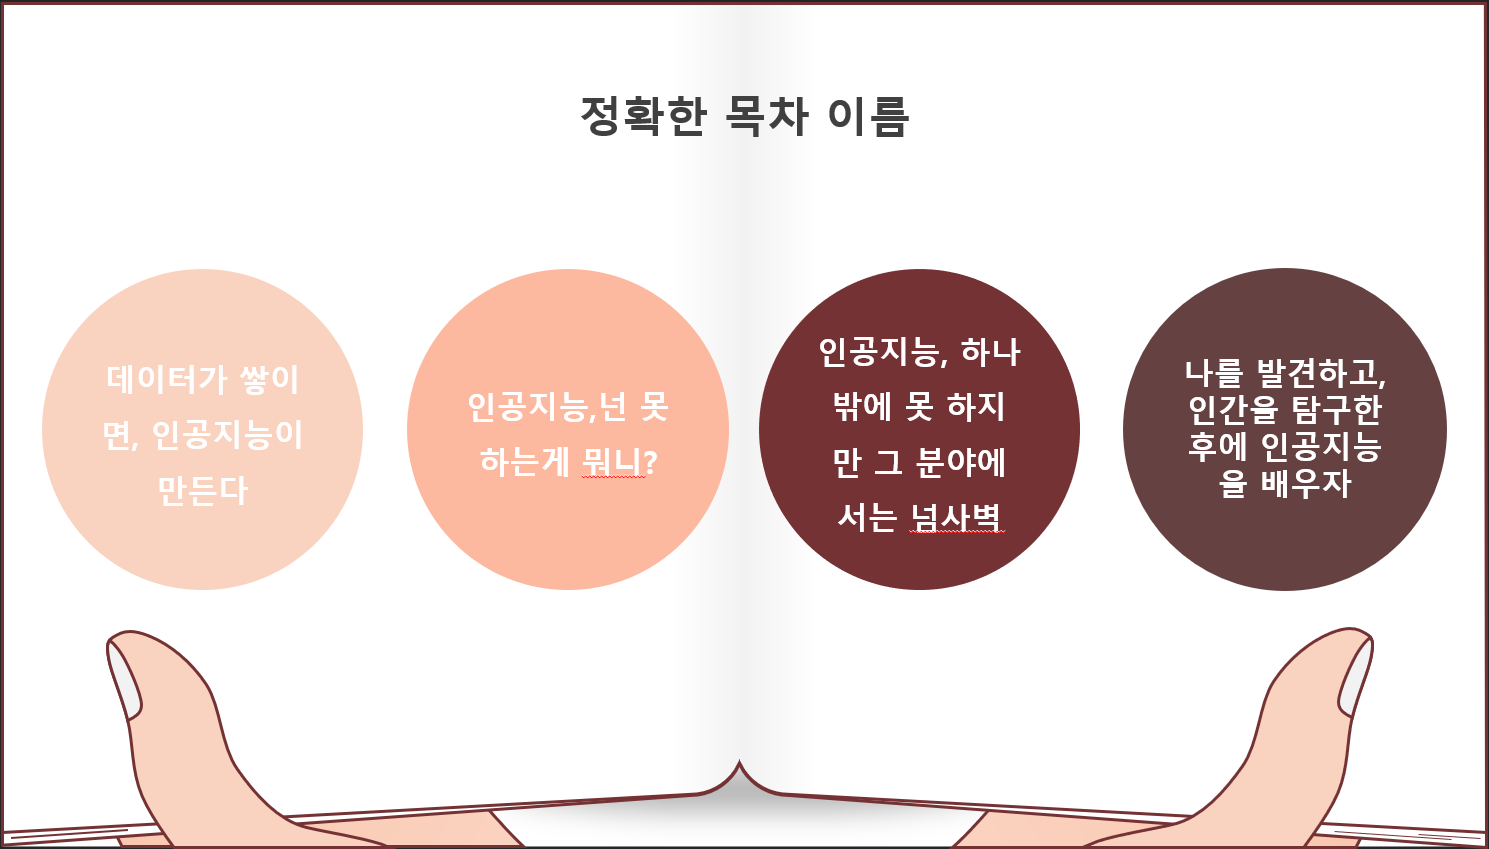 정확한 목차 이름
데이터가 쌓이
면, 인공지능이
만든다
인공지능,넌 못
하는게 뭐니?
인공지능, 하나
밖에 못 하지
만 그 분야에
서는 넘사벽
나를 발견하고,
인간을 탐구한
후에 인공지능
을 배우자